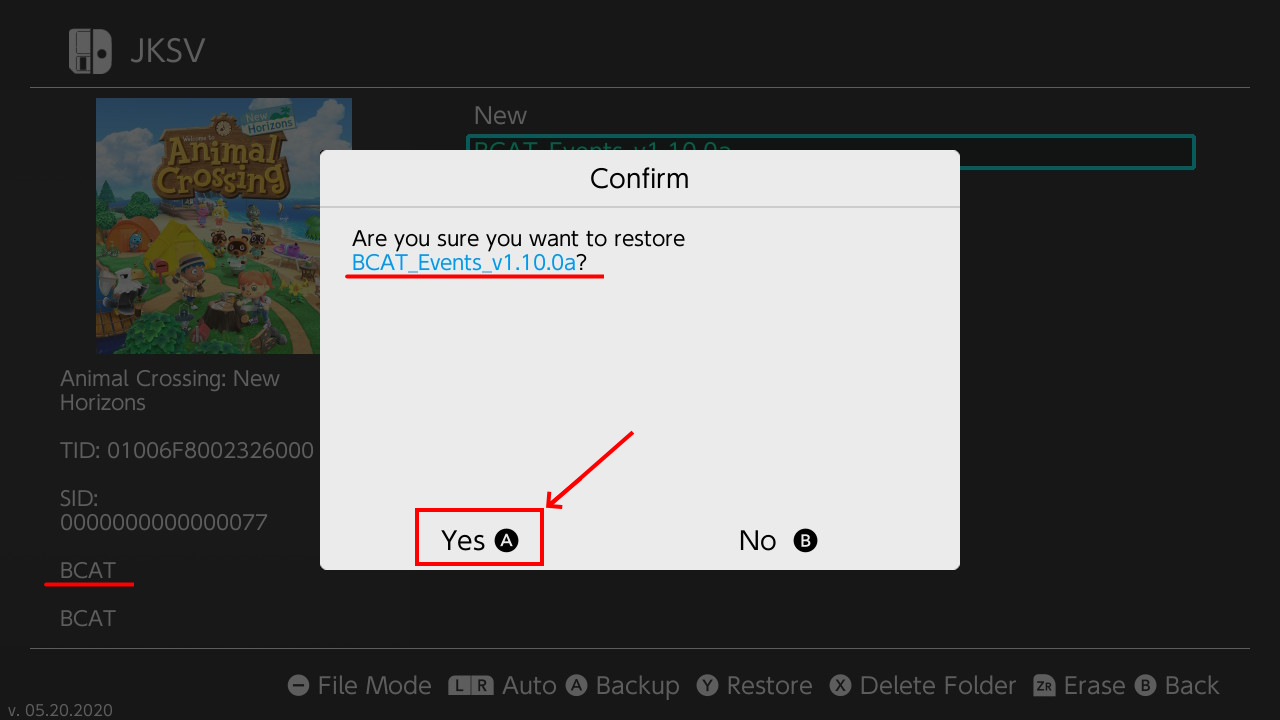 JKSV
New
BCAT_Events_v1.10.0a
Welcome to
Animal
Crossing
New
Horizons
Confirm
Are you sure you want to restore
BCAT_Events_v1.10.0a?
Animal Crossing: New
Horizons
TID: 01006F8002326000
SID:
0000000000000077
BCAT
BCAT
Yes A
No B
File Mode L R Auto A Backup Y Restore X Delete Folder ZR Erase B Back
v. 05.20.2020